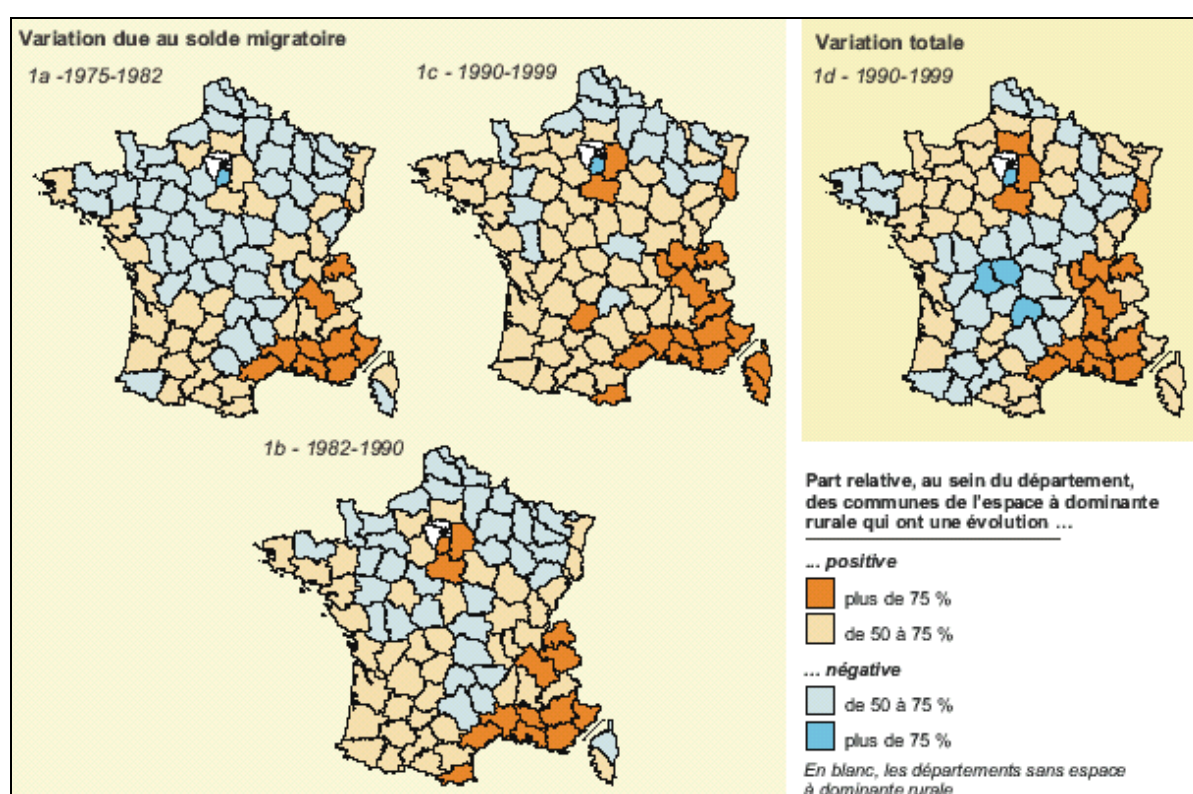 Variation due au solde migratoire
1a -1975-1982
1c - 1990-1999
1b - 1982-1990
Variation totale
1d - 1990-1999
Part relative, au sein du département,
des communes de l'espace à dominante
rurale qui ont une évolution ...
... positive
plus de 75 %
de 50 à 75 %
... négative
de 50 à 75 %
plus de 75 %
En blanc, les départements sans espace
à dominante rurale